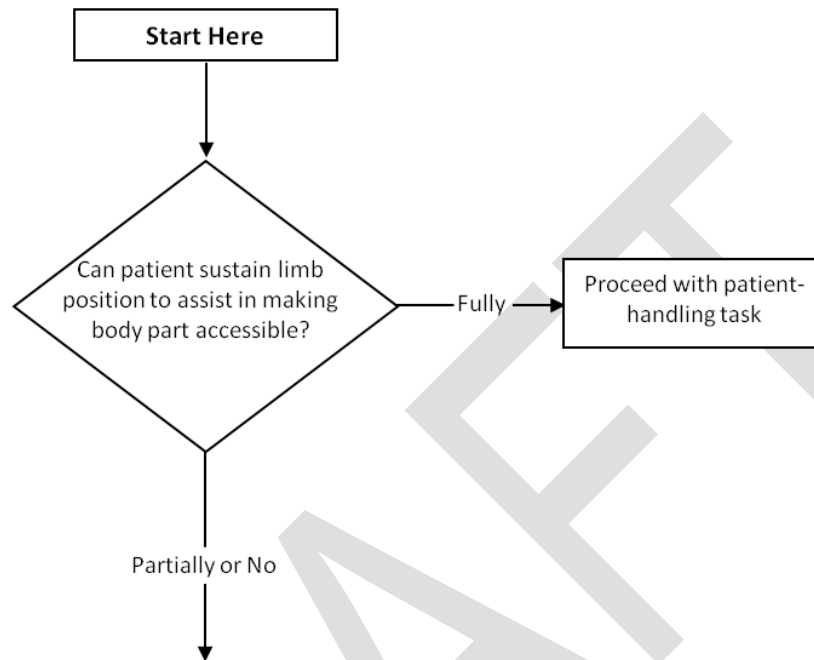 Start Here
Can patient sustain limb
position to assist in making
body part accessible?
Fully
Proceed with patient-
handling task
Partially or No